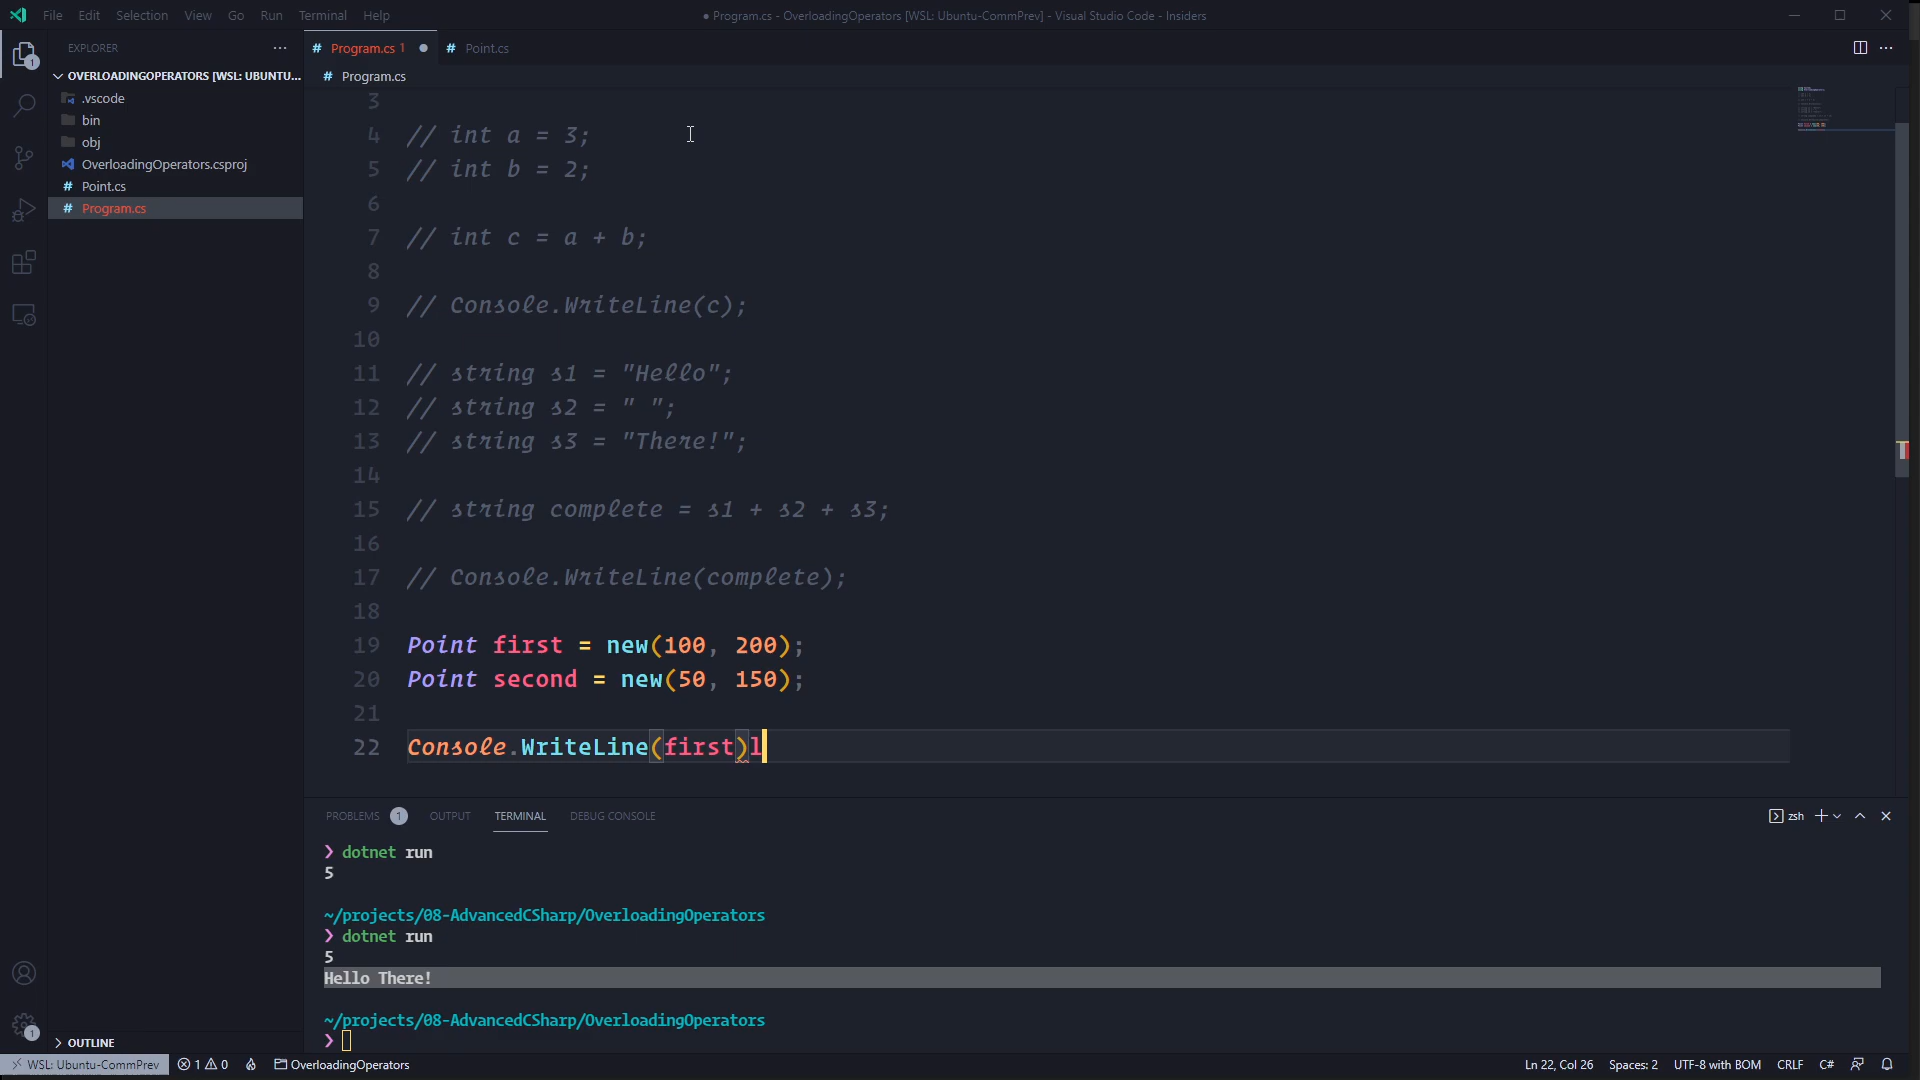 File Edit Selection View Go Run Terminal Help
● Program.cs - OverloadingOperators [WSL: Ubuntu-CommPrev] - Visual Studio Code - Insiders
EXPLORER
OVERLOADINGOPERATORS [WSL: UBUNTU...
.vscode
bin
obj
OverloadingOperators.csproj
# Point.cs
# Program.cs
OUTLINE
# Program.cs 1 ● # Point.cs
# Program.cs
3
4 // int a = 3;
5 // int b = 2;
6
7 // int c = a + b;
8
9 // Console.WriteLine(c);
10
11 // string s1 = "Hello";
12 // string s2 = " ";
13 // string s3 = "There!";
14
15 // string complete = s1 + s2 + s3;
16
17 // Console.WriteLine(complete);
18
19 Point first = new(100, 200);
20 Point second = new(50, 150);
21
22 Console.WriteLine(first)l
PROBLEMS 1 OUTPUT TERMINAL DEBUG CONSOLE
zsh
❯ dotnet run
5
~/projects/08-AdvancedCSharp/OverloadingOperators
❯ dotnet run
5
Hello There!
~/projects/08-AdvancedCSharp/OverloadingOperators
❯
1
1
WSL: Ubuntu-CommPrev 1 0 OverloadingOperators
Ln 22, Col 26 Spaces: 2 UTF-8 with BOM CRLF C#